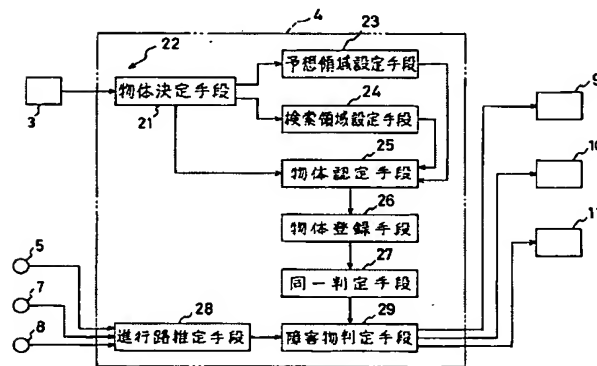 4
22
23
予想領域設定手段
9
物体決定手段
3
21
24
検索領域設定手段
10
25
物体認定手段
11
26
物体登録手段
5
27
同一判定手段
7
28
29
進行路推定手段
障害物判定手段
8